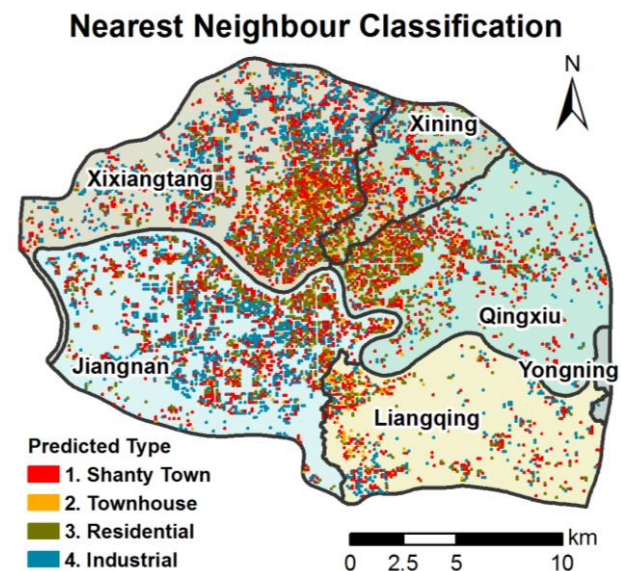 Nearest Neighbour Classification
N
Xining
Xixiangtang
Qingxiu
Jiangnan
Yongning
Liangqing
Predicted Type
1. Shanty Town
2. Townhouse
3. Residential
4. Industrial
km
0 2.5 5 10